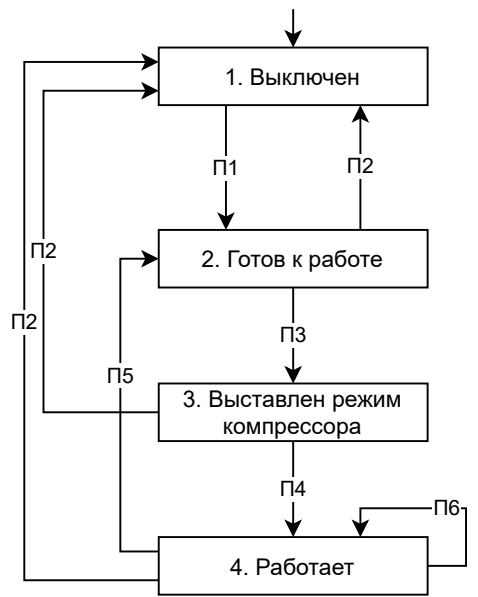 1. Выключен
П1
П2
П2
2. Готов к работе
П2
П3
П5
3. Выставлен режим
компрессора
П4
П6
4. Работает